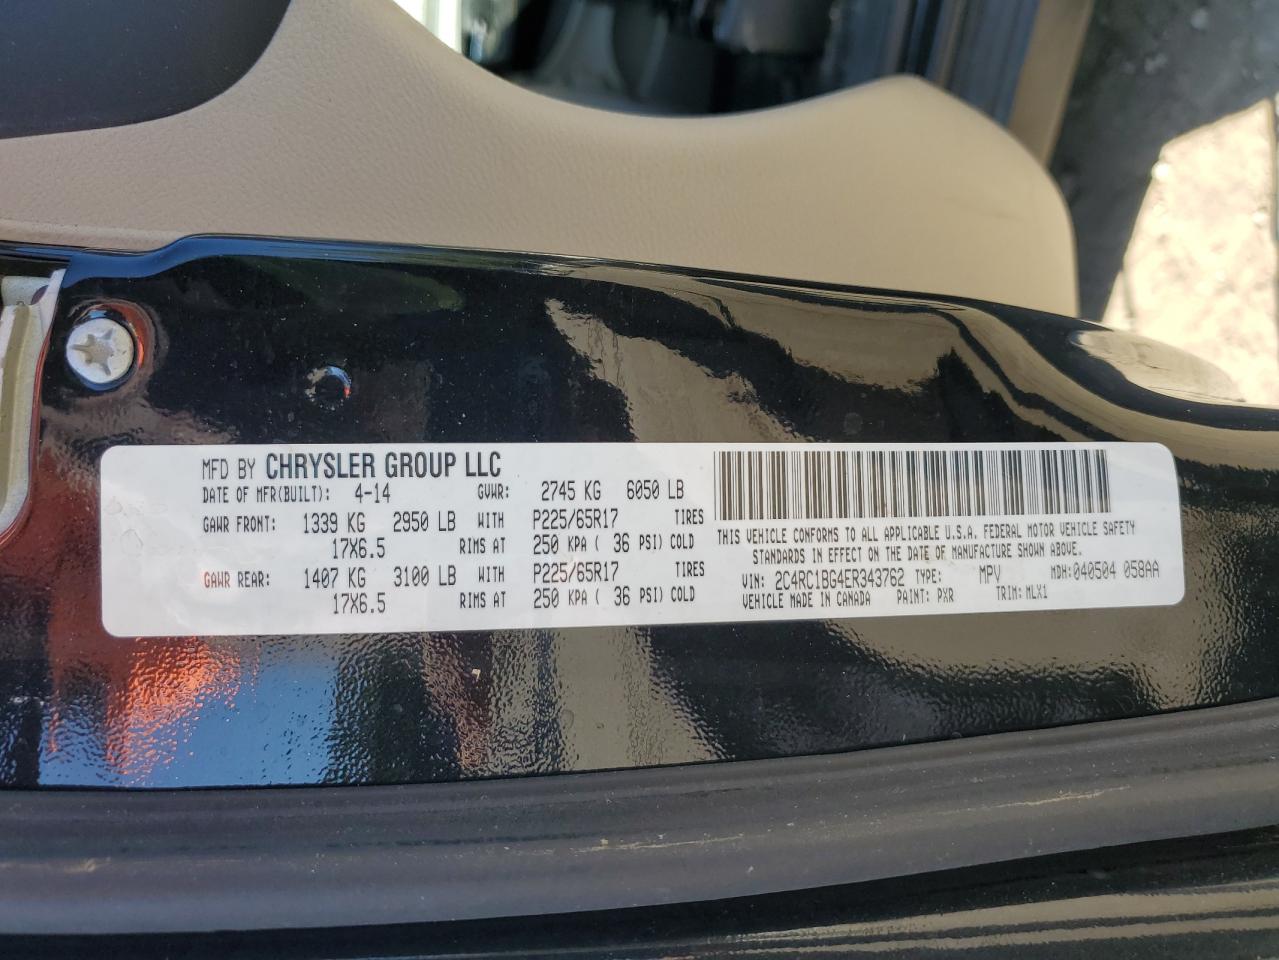 MFD BY CHRYSLER GROUP LLC
DATE OF MFR(BUILT): 4-14 GVWR: 2745 KG 6050 LB
GAWR FRONT: 1339 KG 2950 LB WITH P225/65R17 TIRES
17X6.5 RIMS AT 250 KPA ( 36 PSI) COLD
GAWR REAR: 1407 KG 3100 LB WITH P225/65R17 TIRES
17X6.5 RIMS AT 250 KPA ( 36 PSI) COLD
THIS VEHICLE CONFORMS TO ALL APPLICABLE U.S.A. FEDERAL MOTOR VEHICLE SAFETY
STANDARDS IN EFFECT ON THE DATE OF MANUFACTURE SHOWN ABOVE.
VIN: 2C4RC1BG4ER343762 TYPE: MPV MDH: 040504 058AA
VEHICLE MADE IN CANADA PAINT: PXR TRIM: MLX1